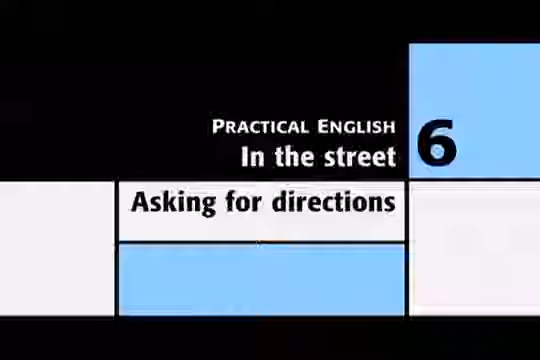 PRACTICAL ENGLISH
In the street
6
Asking for directions